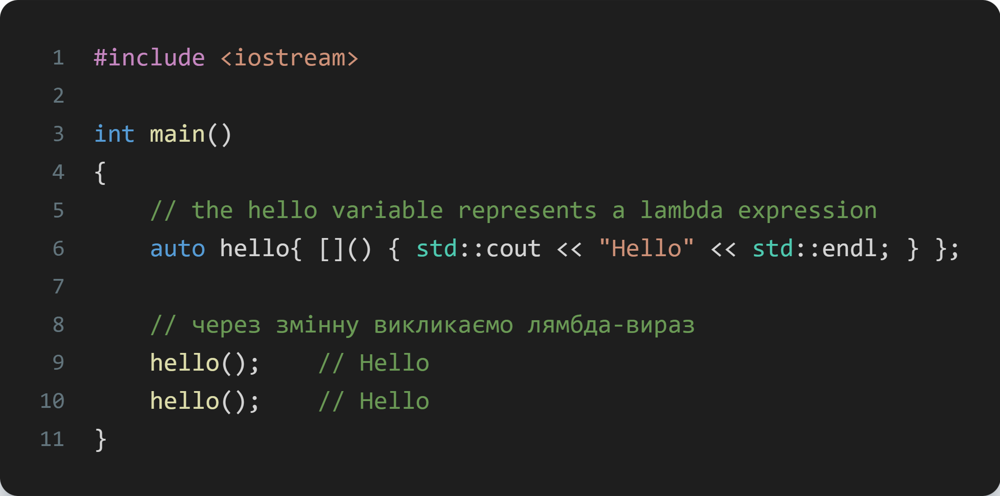 1 #include <iostream>
2
3 int main()
4 {
5     // the hello variable represents a lambda expression
6     auto hello{ []() { std::cout << "Hello" << std::endl; } };
7
8     // через змінну викликаємо лямбда-вираз
9     hello();    // Hello
10     hello();    // Hello
11 }